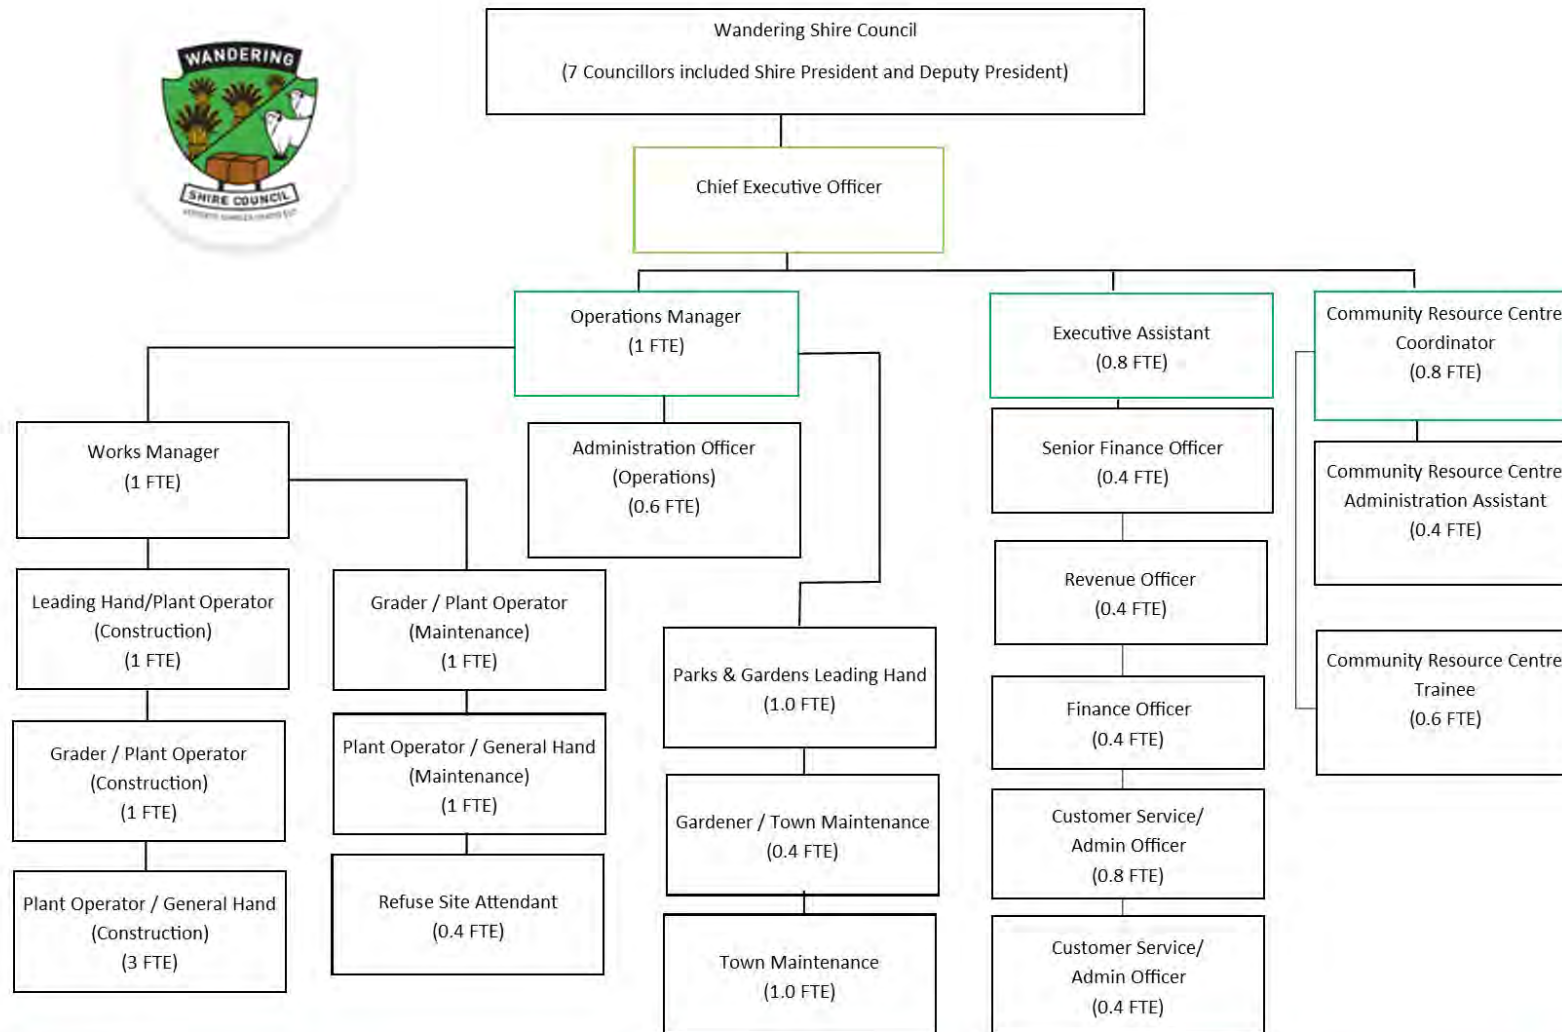 WANDERING
SHIRE COUNCIL
Wandering Shire Council
(7 Councillors included Shire President and Deputy President)
Chief Executive Officer
Operations Manager
(1 FTE)
Executive Assistant
(0.8 FTE)
Community Resource Centre
Coordinator
(0.8 FTE)
Works Manager
(1 FTE)
Administration Officer
(Operations)
(0.6 FTE)
Senior Finance Officer
(0.4 FTE)
Community Resource Centre
Administration Assistant
(0.4 FTE)
Leading Hand/Plant Operator
(Construction)
(1 FTE)
Grader / Plant Operator
(Maintenance)
(1 FTE)
Parks & Gardens Leading Hand
(1.0 FTE)
Revenue Officer
(0.4 FTE)
Community Resource Centre
Trainee
(0.6 FTE)
Grader / Plant Operator
(Construction)
(1 FTE)
Plant Operator / General Hand
(Maintenance)
(1 FTE)
Gardener / Town Maintenance
(0.4 FTE)
Finance Officer
(0.4 FTE)
Customer Service/
Admin Officer
(0.8 FTE)
Plant Operator / General Hand
(Construction)
(3 FTE)
Refuse Site Attendant
(0.4 FTE)
Town Maintenance
(1.0 FTE)
Customer Service/
Admin Officer
(0.4 FTE)